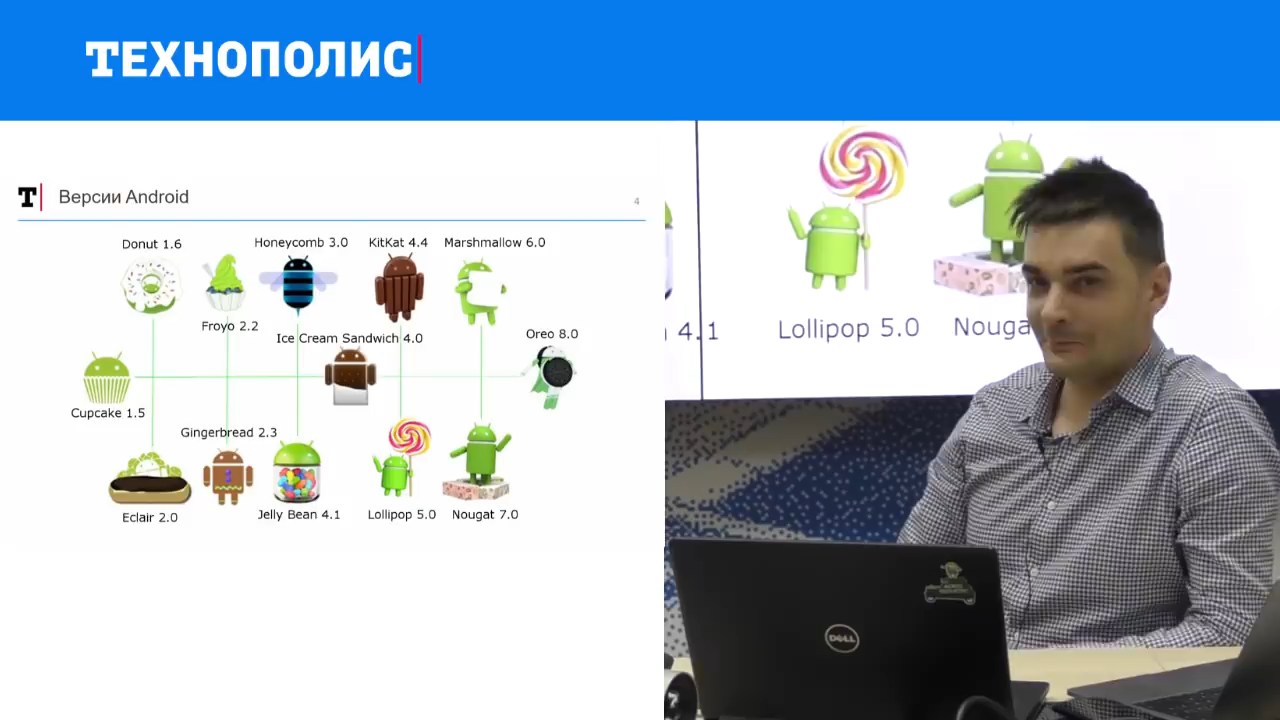 ТЕХНОПОЛИС
T Версии Android
4
Donut 1.6
Honeycomb 3.0
KitKat 4.4
Marshmallow 6.0
Froyo 2.2
Ice Cream Sandwich 4.0
Oreo 8.0
Cupcake 1.5
Gingerbread 2.3
Eclair 2.0
Jelly Bean 4.1
Lollipop 5.0
Nougat 7.0
4.1
Lollipop 5.0
Nouga
DELL